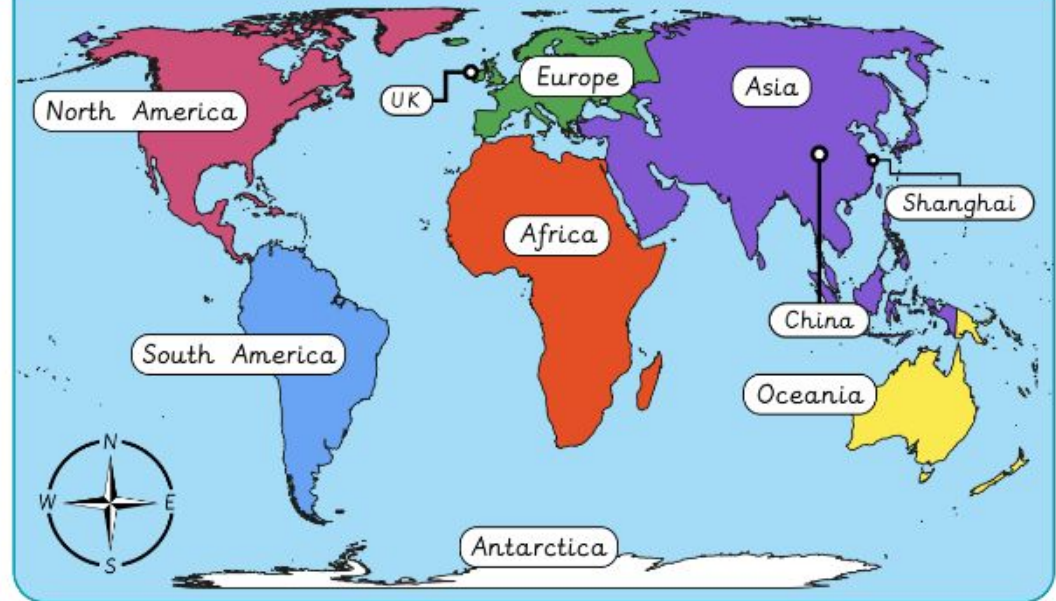 North America
UK
Europe
Asia
Shanghai
Africa
China
South America
Oceania
N
W
E
S
Antarctica